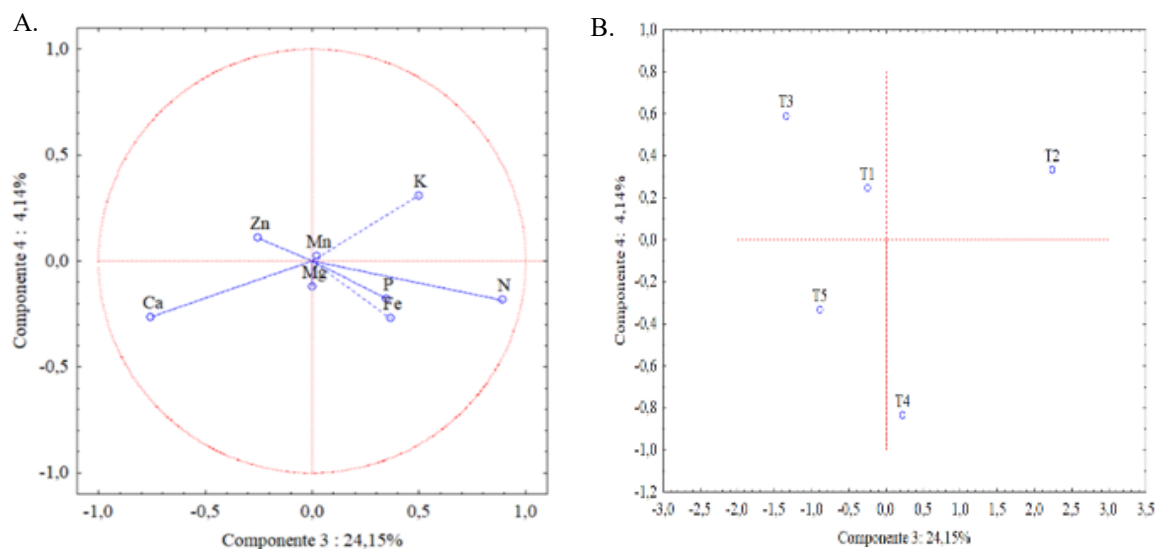 A.
1,0
0,5
0,0
-0,5
-1,0
Componente 4 : 4,14%
K
Zn
Mn
Mg
P
Fe
N
Ca
-1,0 -0,5 0,0 0,5 1,0
Componente 3 : 24,15%
B.
1,0
0,8
0,6
0,4
0,2
0,0
-0,2
-0,4
-0,6
-0,8
-1,0
-1,2
Componente 4: 4,14%
T3
T2
T1
T5
T4
-3,0 -2,5 -2,0 -1,5 -1,0 -0,5 0,0 0,5 1,0 1,5 2,0 2,5 3,0 3,5
Componente 3: 24,15%